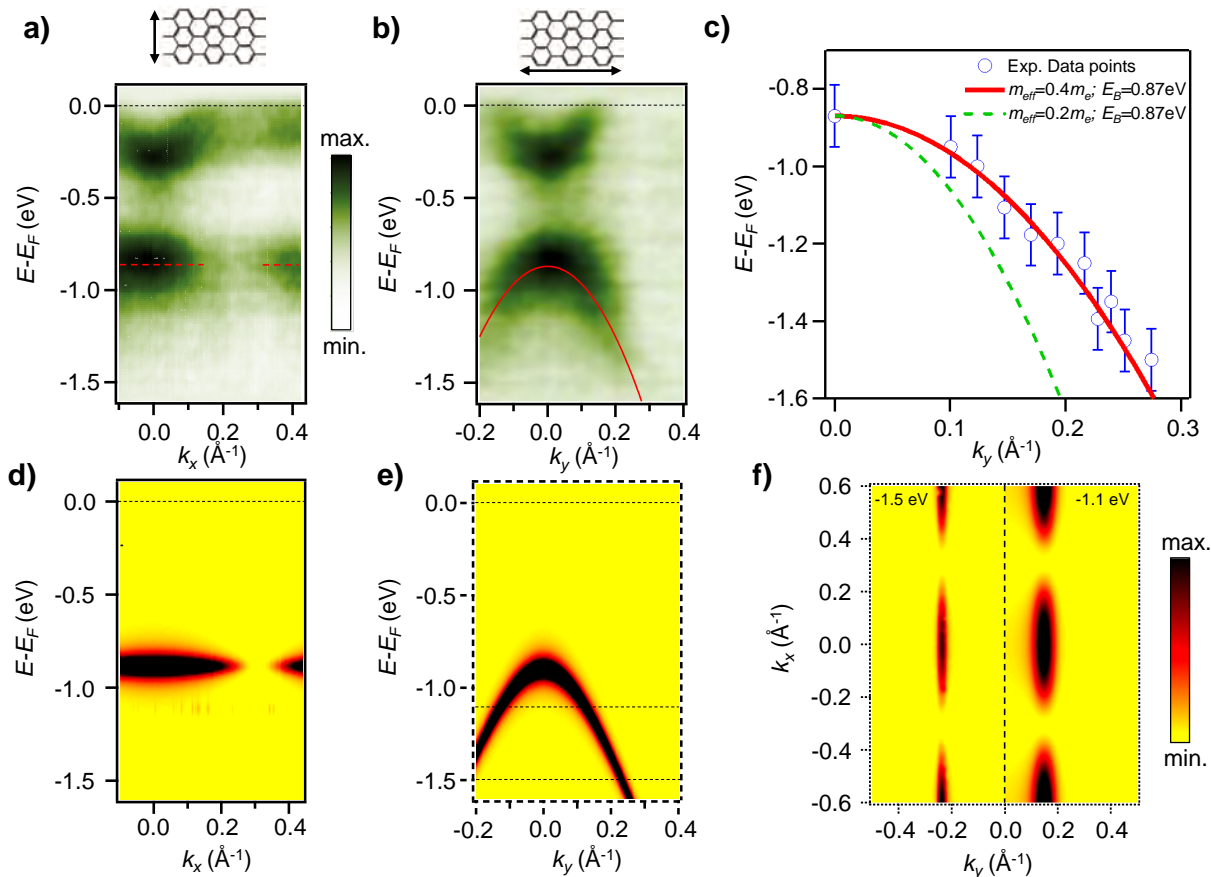 a)
max.
min.
0.0
-0.5
-1.0
-1.5
E-E_F (eV)
0.0
0.2
0.4
k_x (Å⁻¹)
b)
0.0
-0.5
-1.0
-1.5
E-E_F (eV)
-0.2
0.0
0.2
0.4
k_y (Å⁻¹)
c)
Exp. Data points
m_eff=0.4m_e; E_B=0.87eV
m_eff=0.2m_e; E_B=0.87eV
-0.8
-1.0
-1.2
-1.4
-1.6
E-E_F (eV)
0.0
0.1
0.2
0.3
k_y (Å⁻¹)
d)
0.0
-0.5
-1.0
-1.5
E-E_F (eV)
0.0
0.2
0.4
k_x (Å⁻¹)
e)
0.0
-0.5
-1.0
-1.5
E-E_F (eV)
-0.2
0.0
0.2
0.4
k_y (Å⁻¹)
f)
-1.5 eV
-1.1 eV
0.6
0.4
0.2
0.0
-0.2
-0.4
-0.6
k_x (Å⁻¹)
-0.4
-0.2
0.0
0.2
0.4
k_y (Å⁻¹)
max.
min.